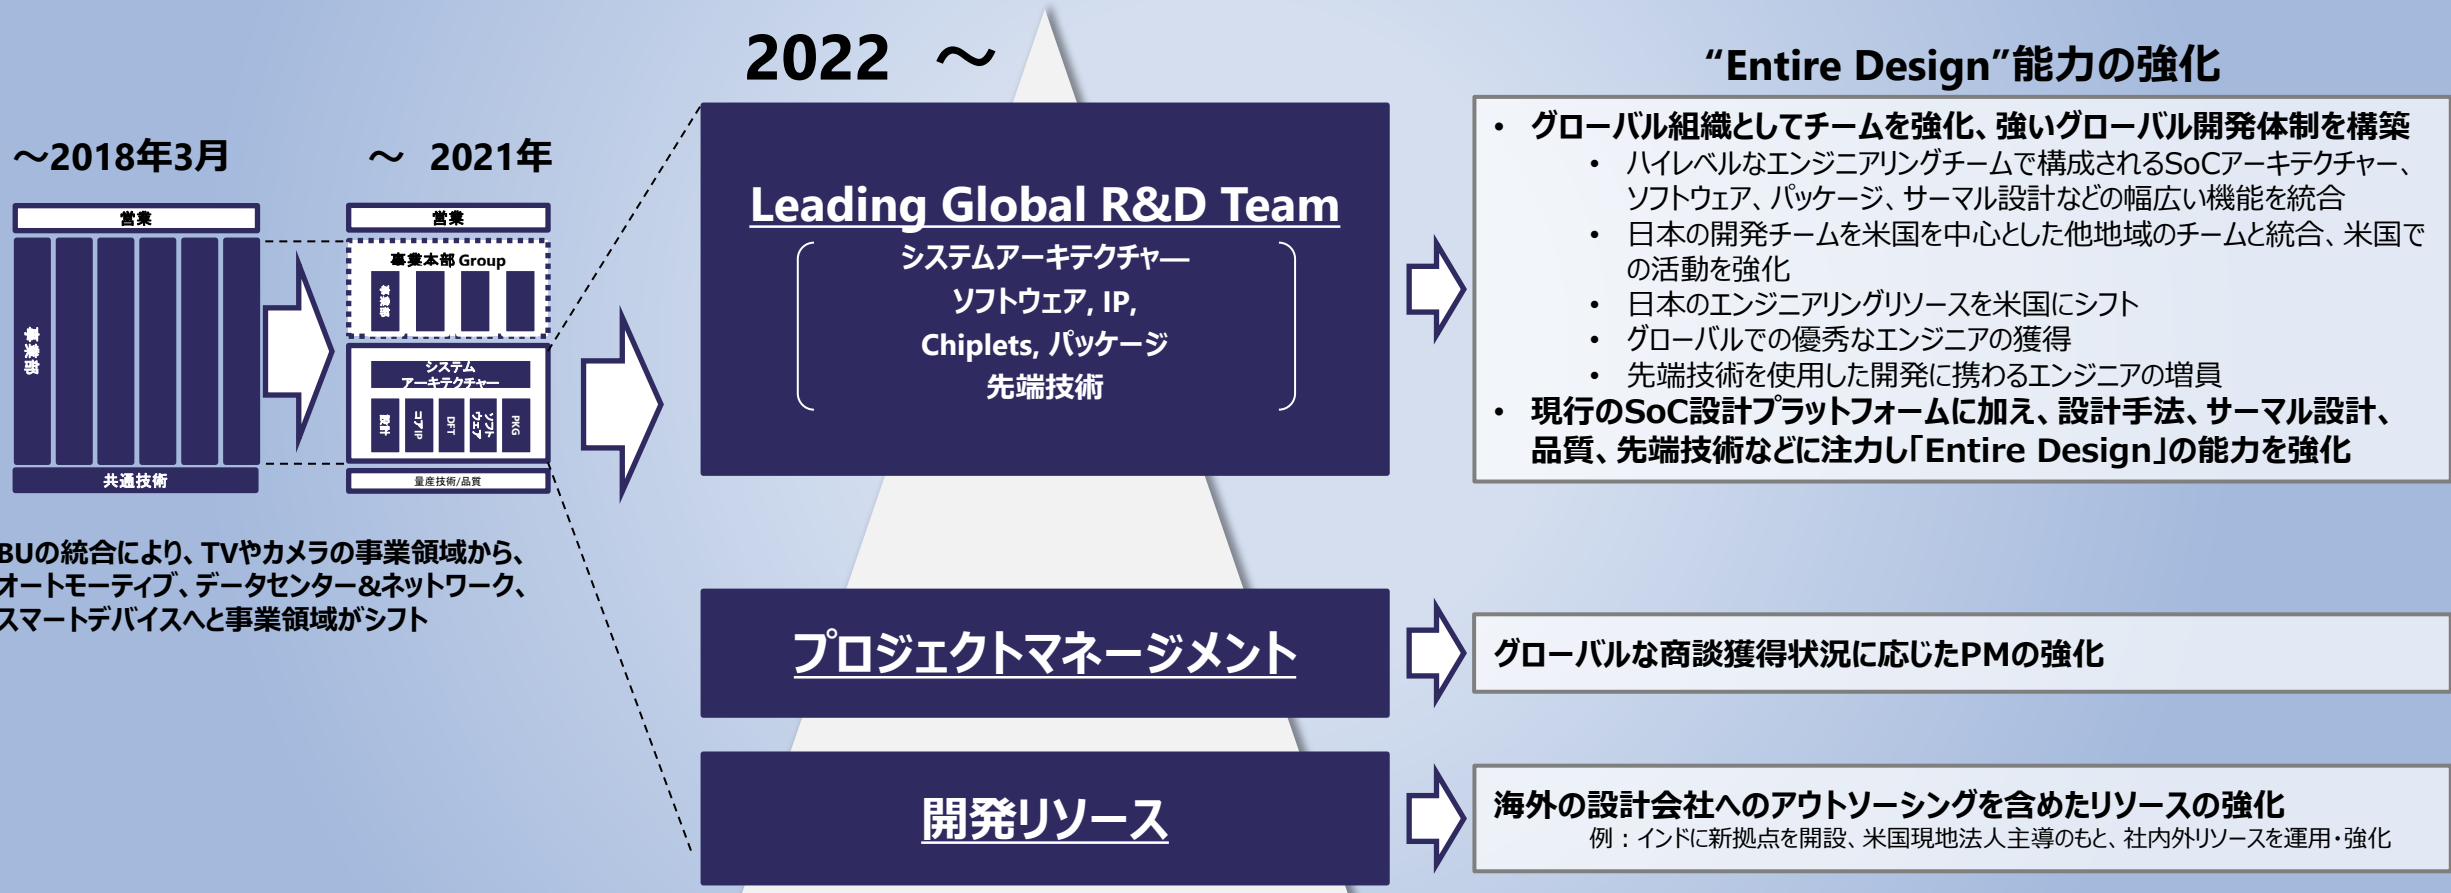 2022 ～
“Entire Design”能力の強化
～2018年3月
～ 2021年
営業
事業部
共通技術
営業
事業本部 Group
事業部
システム
アーキテクチャー
設計
コアIP
DFT
ソフト
ウェア
PKG
量産技術/品質
BUの統合により、TVやカメラの事業領域から、
オートモーティブ、データセンター&ネットワーク、
スマートデバイスへと事業領域がシフト
Leading Global R&D Team
システムアーキテクチャ―
ソフトウェア, IP,
Chiplets, パッケージ
先端技術
プロジェクトマネージメント
開発リソース
• グローバル組織としてチームを強化、強いグローバル開発体制を構築
• ハイレベルなエンジニアリングチームで構成されるSoCアーキテクチャー、
ソフトウェア、パッケージ、サーマル設計などの幅広い機能を統合
• 日本の開発チームを米国を中心とした他地域のチームと統合、米国で
の活動を強化
• 日本のエンジニアリングリソースを米国にシフト
• グローバルでの優秀なエンジニアの獲得
• 先端技術を使用した開発に携わるエンジニアの増員
• 現行のSoC設計プラットフォームに加え、設計手法、サーマル設計、
品質、先端技術などに注力し「Entire Design」の能力を強化
グローバルな商談獲得状況に応じたPMの強化
海外の設計会社へのアウトソーシングを含めたリソースの強化
例：インドに新拠点を開設、米国現地法人主導のもと、社内外リソースを運用・強化